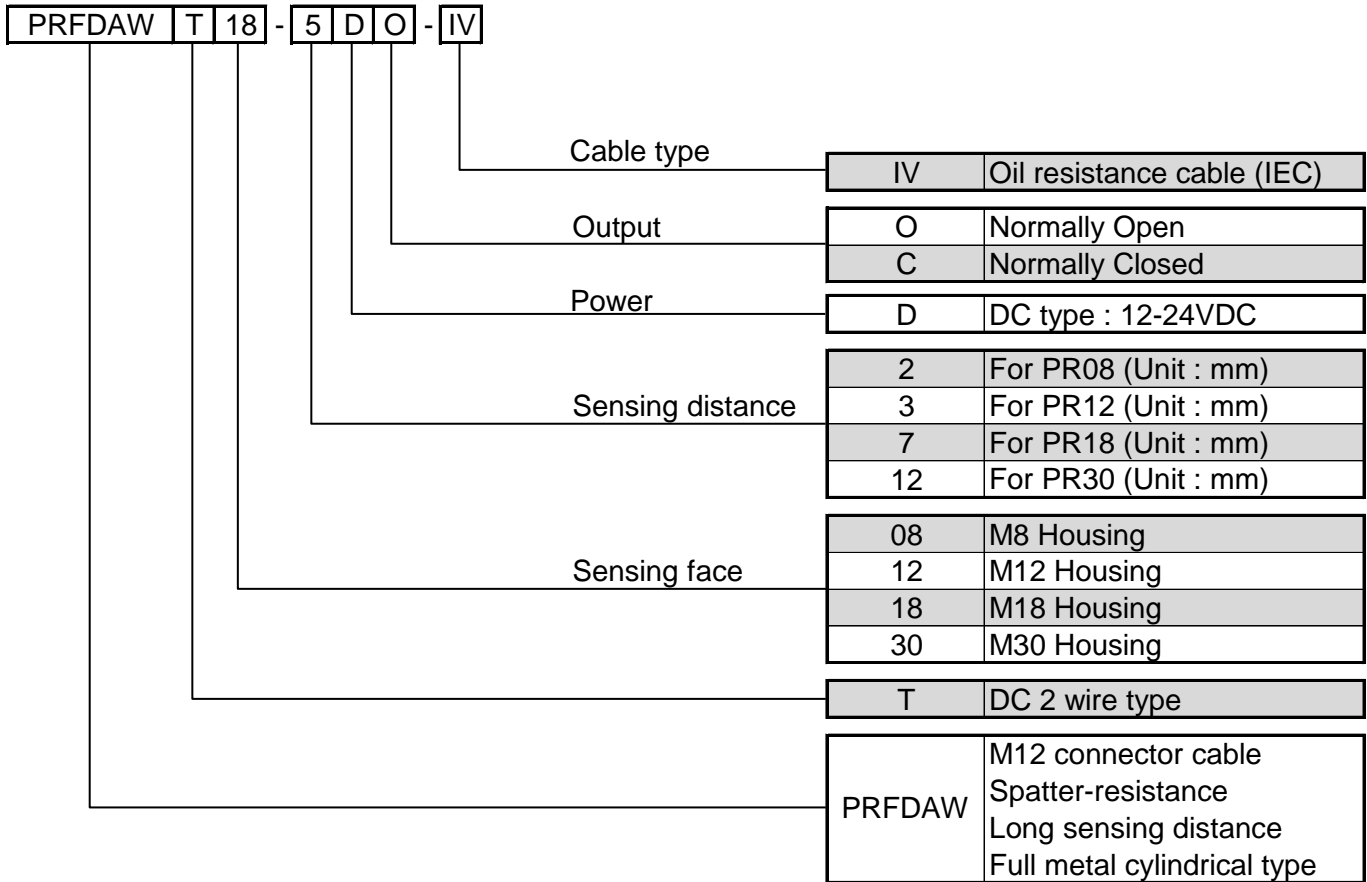 PRFDAW T 18 - 5 D O - IV
Cable type
IV Oil resistance cable (IEC)
Output
O Normally Open
C Normally Closed
Power
D DC type : 12-24VDC
Sensing distance
2 For PR08 (Unit : mm)
3 For PR12 (Unit : mm)
7 For PR18 (Unit : mm)
12 For PR30 (Unit : mm)
Sensing face
08 M8 Housing
12 M12 Housing
18 M18 Housing
30 M30 Housing
T DC 2 wire type
PRFDAW
M12 connector cable
Spatter-resistance
Long sensing distance
Full metal cylindrical type